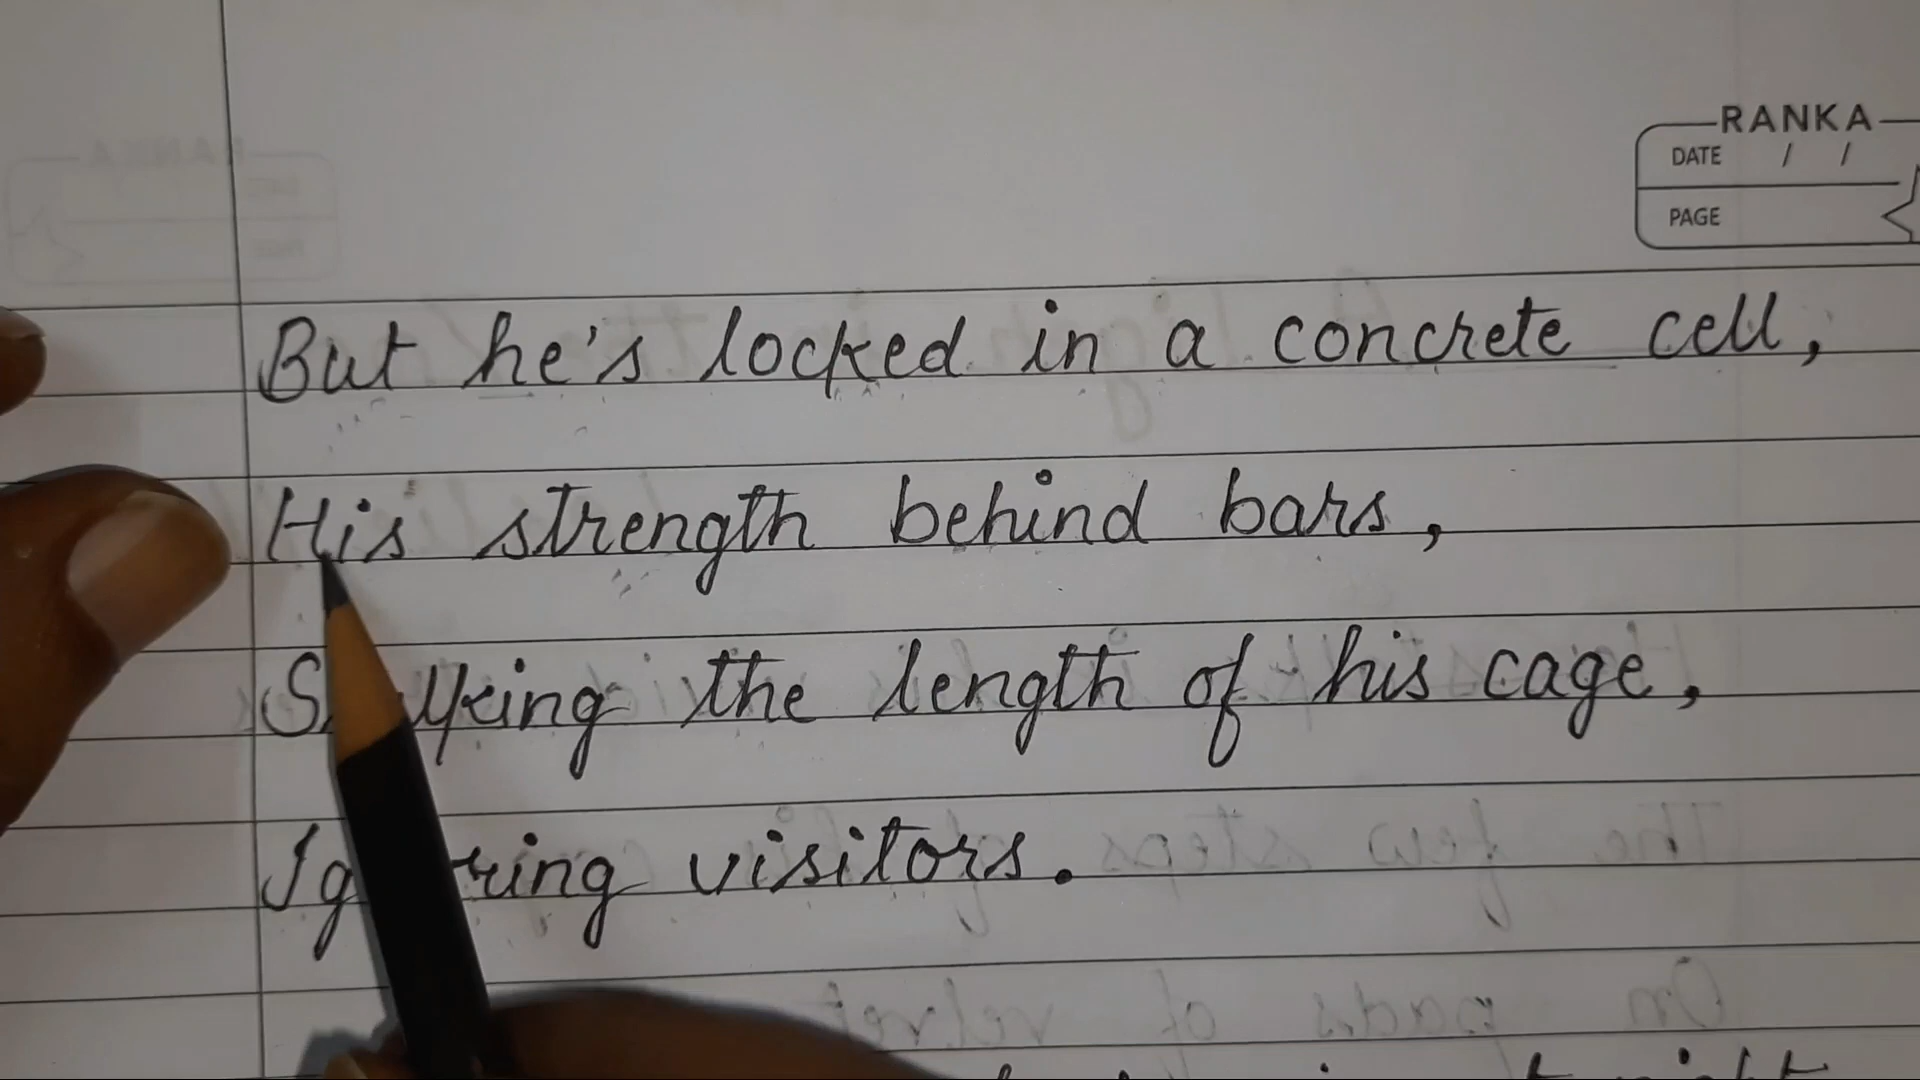 RANKA
DATE / /
PAGE
But he's locked in a concrete cell,
His strength behind bars,
the length of his cage,
visitors.